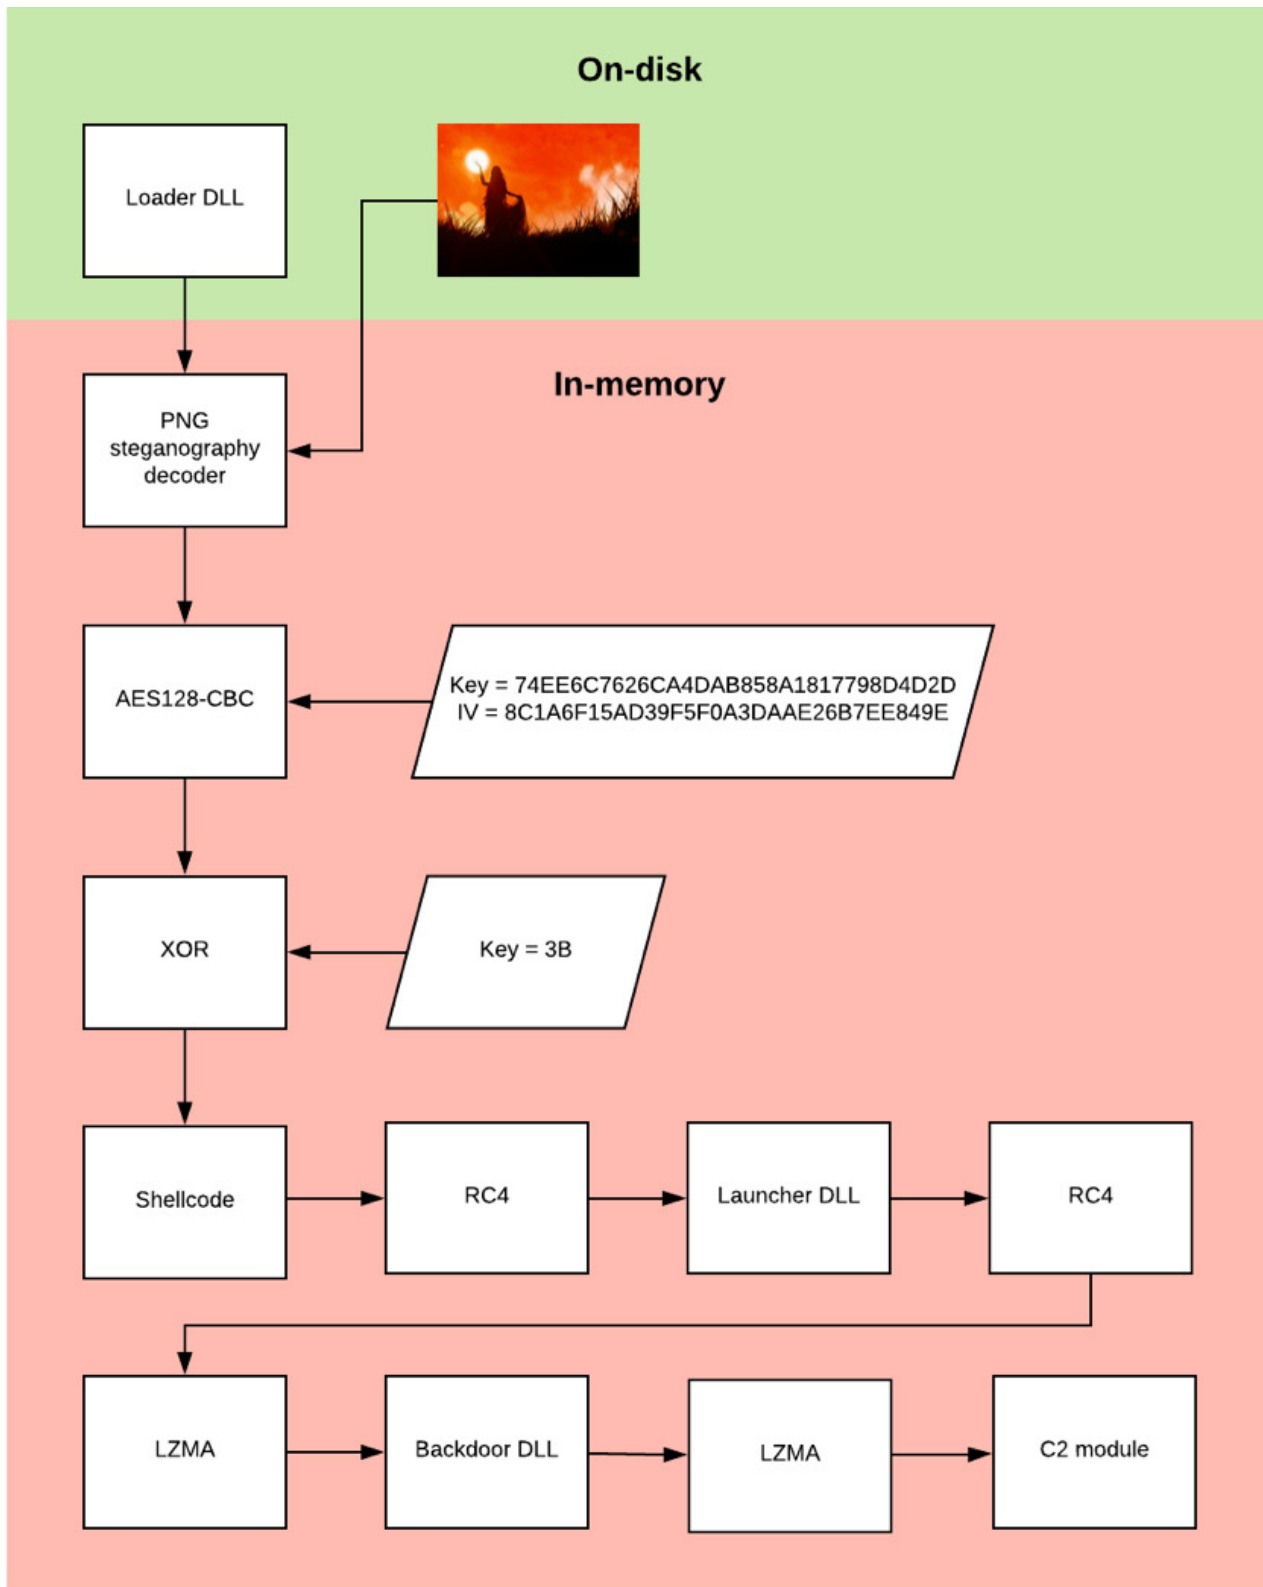 On-disk
Loader DLL
In-memory
PNG
steganography
decoder
AES128-CBC
Key = 74EE6C7626CA4DAB858A1817798D4D2D
IV = 8C1A6F15AD39F5F0A3DAAE26B7EE849E
XOR
Key = 3B
Shellcode
RC4
Launcher DLL
RC4
LZMA
Backdoor DLL
LZMA
C2 module